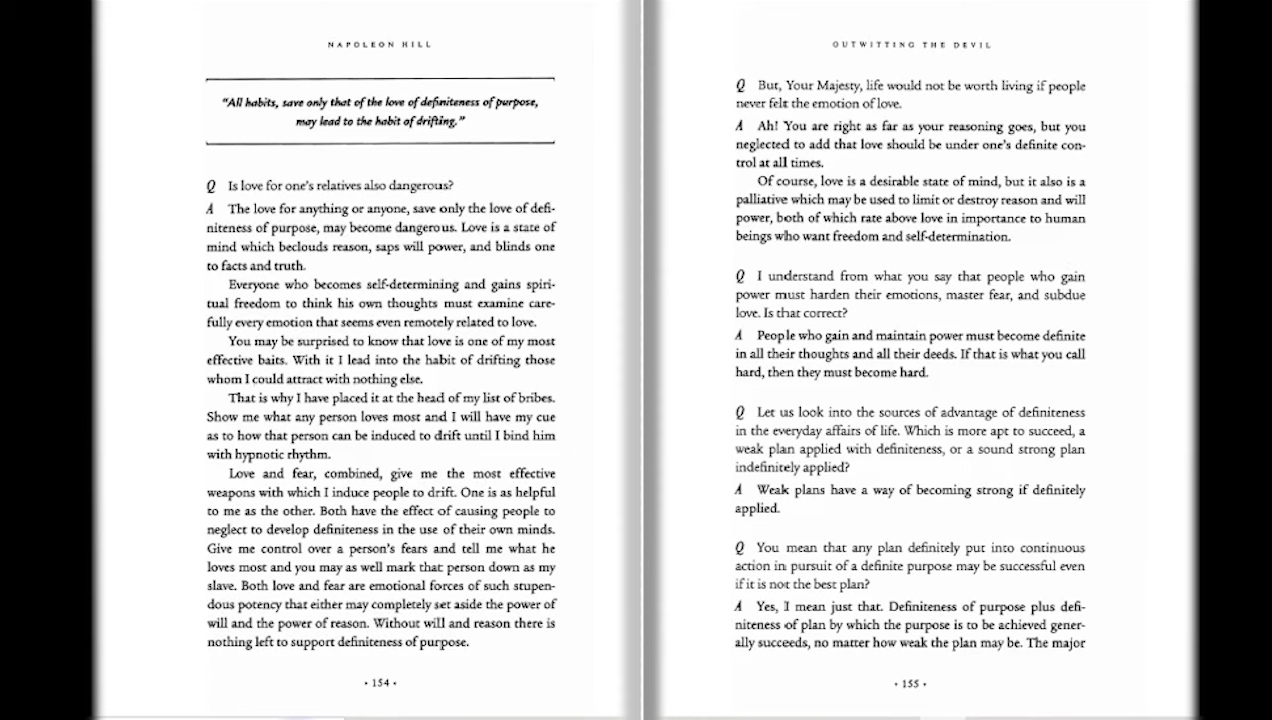 NAPOLEON HILL
"All habits, save only that of the love of definiteness of purpose,
may lead to the habit of drifting."
Q Is love for one's relatives also dangerous?
A The love for anything or anyone, save only the love of defi-
niteness of purpose, may become dangerous. Love is a state of
mind which beclouds reason, saps will power, and blinds one
to facts and truth.
Everyone who becomes self-determining and gains spiri-
tual freedom to think his own thoughts must examine care-
fully every emotion that seems even remotely related to love.
You may be surprised to know that love is one of my most
effective baits. With it I lead into the habit of drifting those
whom I could attract with nothing else.
That is why I have placed it at the head of my list of bribes.
Show me what any person loves most and I will have my cue
as to how that person can be induced to drift until I bind him
with hypnotic rhythm.
Love and fear, combined, give me the most effective
weapons with which I induce people to drift. One is as helpful
to me as the other. Both have the effect of causing people to
neglect to develop definiteness in the use of their own minds.
Give me control over a person's fears and tell me what he
loves most and you may as well mark that person down as my
slave. Both love and fear are emotional forces of such stupen-
dous potency that either may completely set aside the power of
will and the power of reason. Without will and reason there is
nothing left to support definiteness of purpose.
• 154 •
OUTWITTING THE DEVIL
Q But, Your Majesty, life would not be worth living if people
never felt the emotion of love.
A Ah! You are right as far as your reasoning goes, but you
neglected to add that love should be under one's definite con-
trol at all times.
Of course, love is a desirable state of mind, but it also is a
palliative which may be used to limit or destroy reason and will
power, both of which rate above love in importance to human
beings who want freedom and self-determination.
Q I understand from what you say that people who gain
power must harden their emotions, master fear, and subdue
love. Is that correct?
A People who gain and maintain power must become definite
in all their thoughts and all their deeds. If that is what you call
hard, then they must become hard.
Q Let us look into the sources of advantage of definiteness
in the everyday affairs of life. Which is more apt to succeed, a
weak plan applied with definiteness, or a sound strong plan
indefinitely applied?
A Weak plans have a way of becoming strong if definitely
applied.
Q You mean that any plan definitely put into continuous
action in pursuit of a definite purpose may be successful even
if it is not the best plan?
A Yes, I mean just that. Definiteness of purpose plus defi-
niteness of plan by which the purpose is to be achieved gener-
ally succeeds, no matter how weak the plan may be. The major
• 155 •